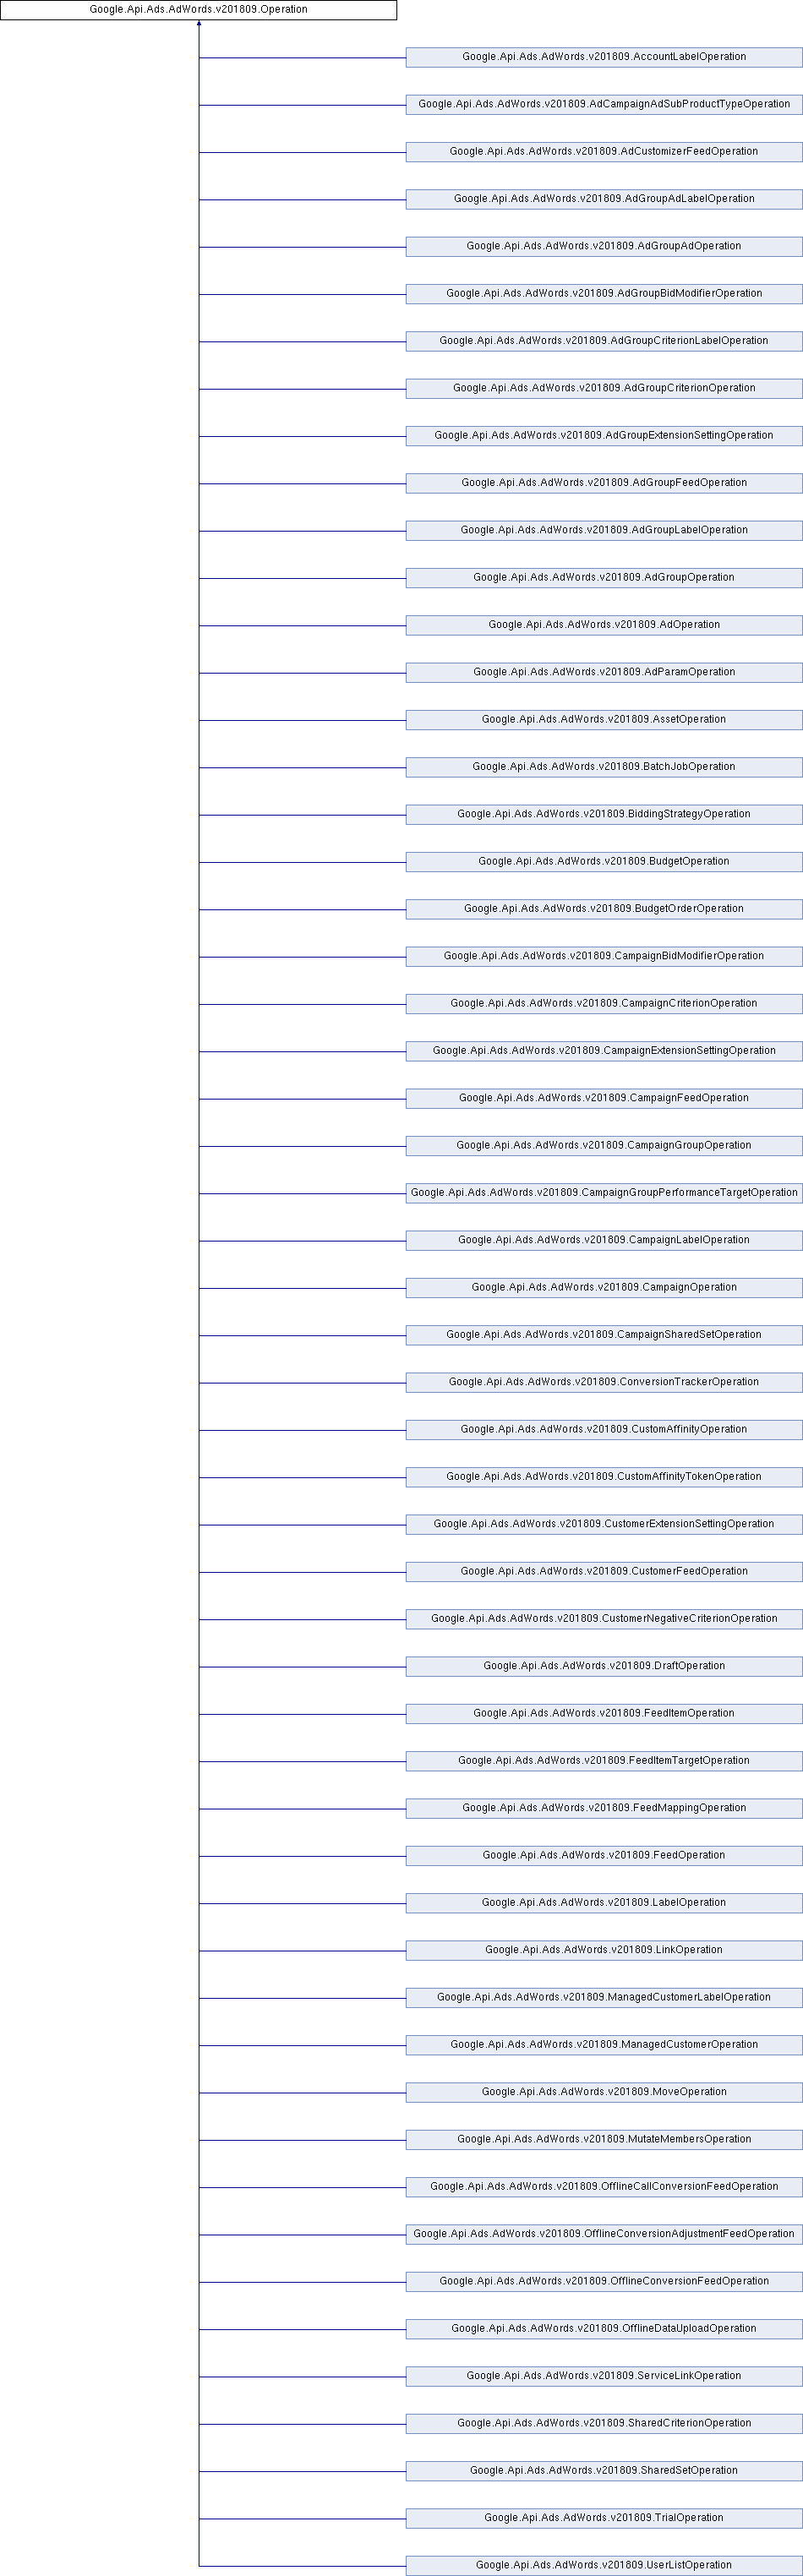 Google.Api.Ads.AdWords.v201809.Operation
Google.Api.Ads.AdWords.v201809.AccountLabelOperation
Google.Api.Ads.AdWords.v201809.AdCampaignAdSubProductTypeOperation
Google.Api.Ads.AdWords.v201809.AdCustomizerFeedOperation
Google.Api.Ads.AdWords.v201809.AdGroupAdLabelOperation
Google.Api.Ads.AdWords.v201809.AdGroupAdOperation
Google.Api.Ads.AdWords.v201809.AdGroupBidModifierOperation
Google.Api.Ads.AdWords.v201809.AdGroupCriterionLabelOperation
Google.Api.Ads.AdWords.v201809.AdGroupCriterionOperation
Google.Api.Ads.AdWords.v201809.AdGroupExtensionSettingOperation
Google.Api.Ads.AdWords.v201809.AdGroupFeedOperation
Google.Api.Ads.AdWords.v201809.AdGroupLabelOperation
Google.Api.Ads.AdWords.v201809.AdGroupOperation
Google.Api.Ads.AdWords.v201809.AdOperation
Google.Api.Ads.AdWords.v201809.AdParamOperation
Google.Api.Ads.AdWords.v201809.AssetOperation
Google.Api.Ads.AdWords.v201809.BatchJobOperation
Google.Api.Ads.AdWords.v201809.BiddingStrategyOperation
Google.Api.Ads.AdWords.v201809.BudgetOperation
Google.Api.Ads.AdWords.v201809.BudgetOrderOperation
Google.Api.Ads.AdWords.v201809.CampaignBidModifierOperation
Google.Api.Ads.AdWords.v201809.CampaignCriterionOperation
Google.Api.Ads.AdWords.v201809.CampaignExtensionSettingOperation
Google.Api.Ads.AdWords.v201809.CampaignFeedOperation
Google.Api.Ads.AdWords.v201809.CampaignGroupOperation
Google.Api.Ads.AdWords.v201809.CampaignGroupPerformanceTargetOperation
Google.Api.Ads.AdWords.v201809.CampaignLabelOperation
Google.Api.Ads.AdWords.v201809.CampaignOperation
Google.Api.Ads.AdWords.v201809.CampaignSharedSetOperation
Google.Api.Ads.AdWords.v201809.ConversionTrackerOperation
Google.Api.Ads.AdWords.v201809.CustomAffinityOperation
Google.Api.Ads.AdWords.v201809.CustomAffinityTokenOperation
Google.Api.Ads.AdWords.v201809.CustomerExtensionSettingOperation
Google.Api.Ads.AdWords.v201809.CustomerFeedOperation
Google.Api.Ads.AdWords.v201809.CustomerNegativeCriterionOperation
Google.Api.Ads.AdWords.v201809.DraftOperation
Google.Api.Ads.AdWords.v201809.FeedItemOperation
Google.Api.Ads.AdWords.v201809.FeedItemTargetOperation
Google.Api.Ads.AdWords.v201809.FeedMappingOperation
Google.Api.Ads.AdWords.v201809.FeedOperation
Google.Api.Ads.AdWords.v201809.LabelOperation
Google.Api.Ads.AdWords.v201809.LinkOperation
Google.Api.Ads.AdWords.v201809.ManagedCustomerLabelOperation
Google.Api.Ads.AdWords.v201809.ManagedCustomerOperation
Google.Api.Ads.AdWords.v201809.MoveOperation
Google.Api.Ads.AdWords.v201809.MutateMembersOperation
Google.Api.Ads.AdWords.v201809.OfflineCallConversionFeedOperation
Google.Api.Ads.AdWords.v201809.OfflineConversionAdjustmentFeedOperation
Google.Api.Ads.AdWords.v201809.OfflineConversionFeedOperation
Google.Api.Ads.AdWords.v201809.OfflineDataUploadOperation
Google.Api.Ads.AdWords.v201809.ServiceLinkOperation
Google.Api.Ads.AdWords.v201809.SharedCriterionOperation
Google.Api.Ads.AdWords.v201809.SharedSetOperation
Google.Api.Ads.AdWords.v201809.TrialOperation
Google.Api.Ads.AdWords.v201809.UserListOperation